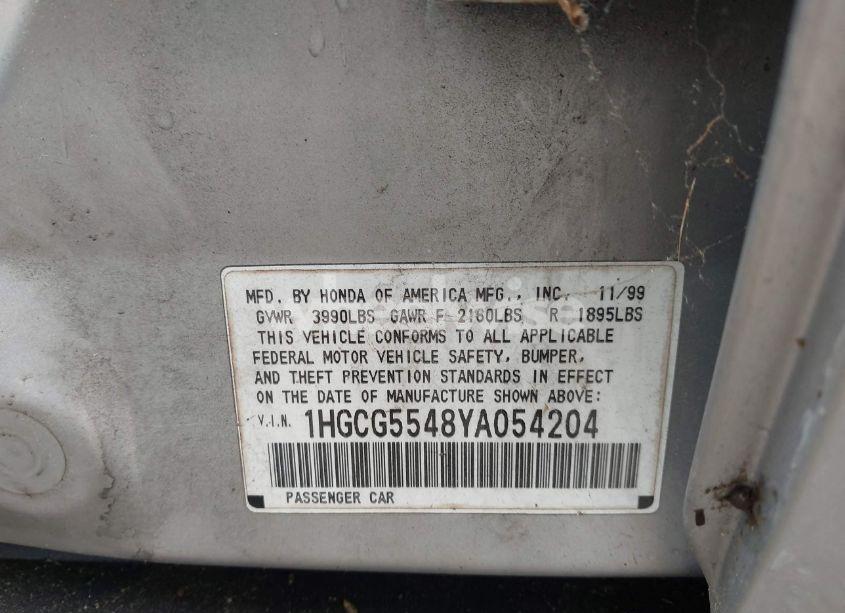 MFD. BY HONDA OF AMERICA MFG., INC. 11/99
GVWR 3990LBS GAWR F 2180LBS R 1895LBS
THIS VEHICLE CONFORMS TO ALL APPLICABLE
FEDERAL MOTOR VEHICLE SAFETY, BUMPER,
AND THEFT PREVENTION STANDARDS IN EFFECT
ON THE DATE OF MANUFACTURE SHOWN ABOVE:
V.I.N. 1HGCG5548YA054204
PASSENGER CAR